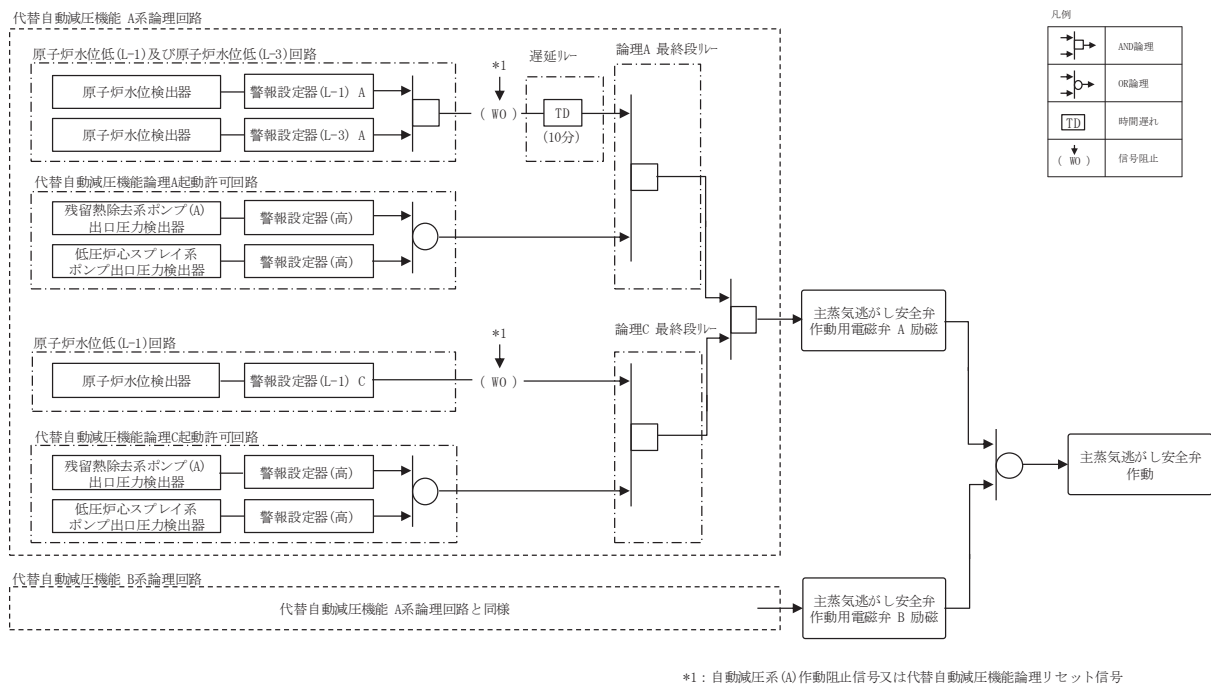 代替自動減圧機能 A系論理回路
原子炉水位低(L-1)及び原子炉水位低(L-3)回路
原子炉水位検出器
警報設定器(L-1) A
原子炉水位検出器
警報設定器(L-3) A
*1
( WO )
遅延リレー
TD
(10分)
論理A 最終段リレー
代替自動減圧機能論理A起動許可回路
残留熱除去系ポンプ(A)
出口圧力検出器
警報設定器(高)
低圧炉心スプレイ系
ポンプ出口圧力検出器
警報設定器(高)
原子炉水位低(L-1)回路
原子炉水位検出器
警報設定器(L-1) C
*1
( WO )
論理C 最終段リレー
代替自動減圧機能論理C起動許可回路
残留熱除去系ポンプ(A)
出口圧力検出器
警報設定器(高)
低圧炉心スプレイ系
ポンプ出口圧力検出器
警報設定器(高)
主蒸気逃がし安全弁
作動用電磁弁 A 励磁
代替自動減圧機能 B系論理回路
代替自動減圧機能 A系論理回路と同様
主蒸気逃がし安全弁
作動用電磁弁 B 励磁
主蒸気逃がし安全弁
作動
凡例
AND論理
OR論理
TD
時間遅れ
( WO )
信号阻止
*1：自動減圧系(A)作動阻止信号又は代替自動減圧機能論理リセット信号